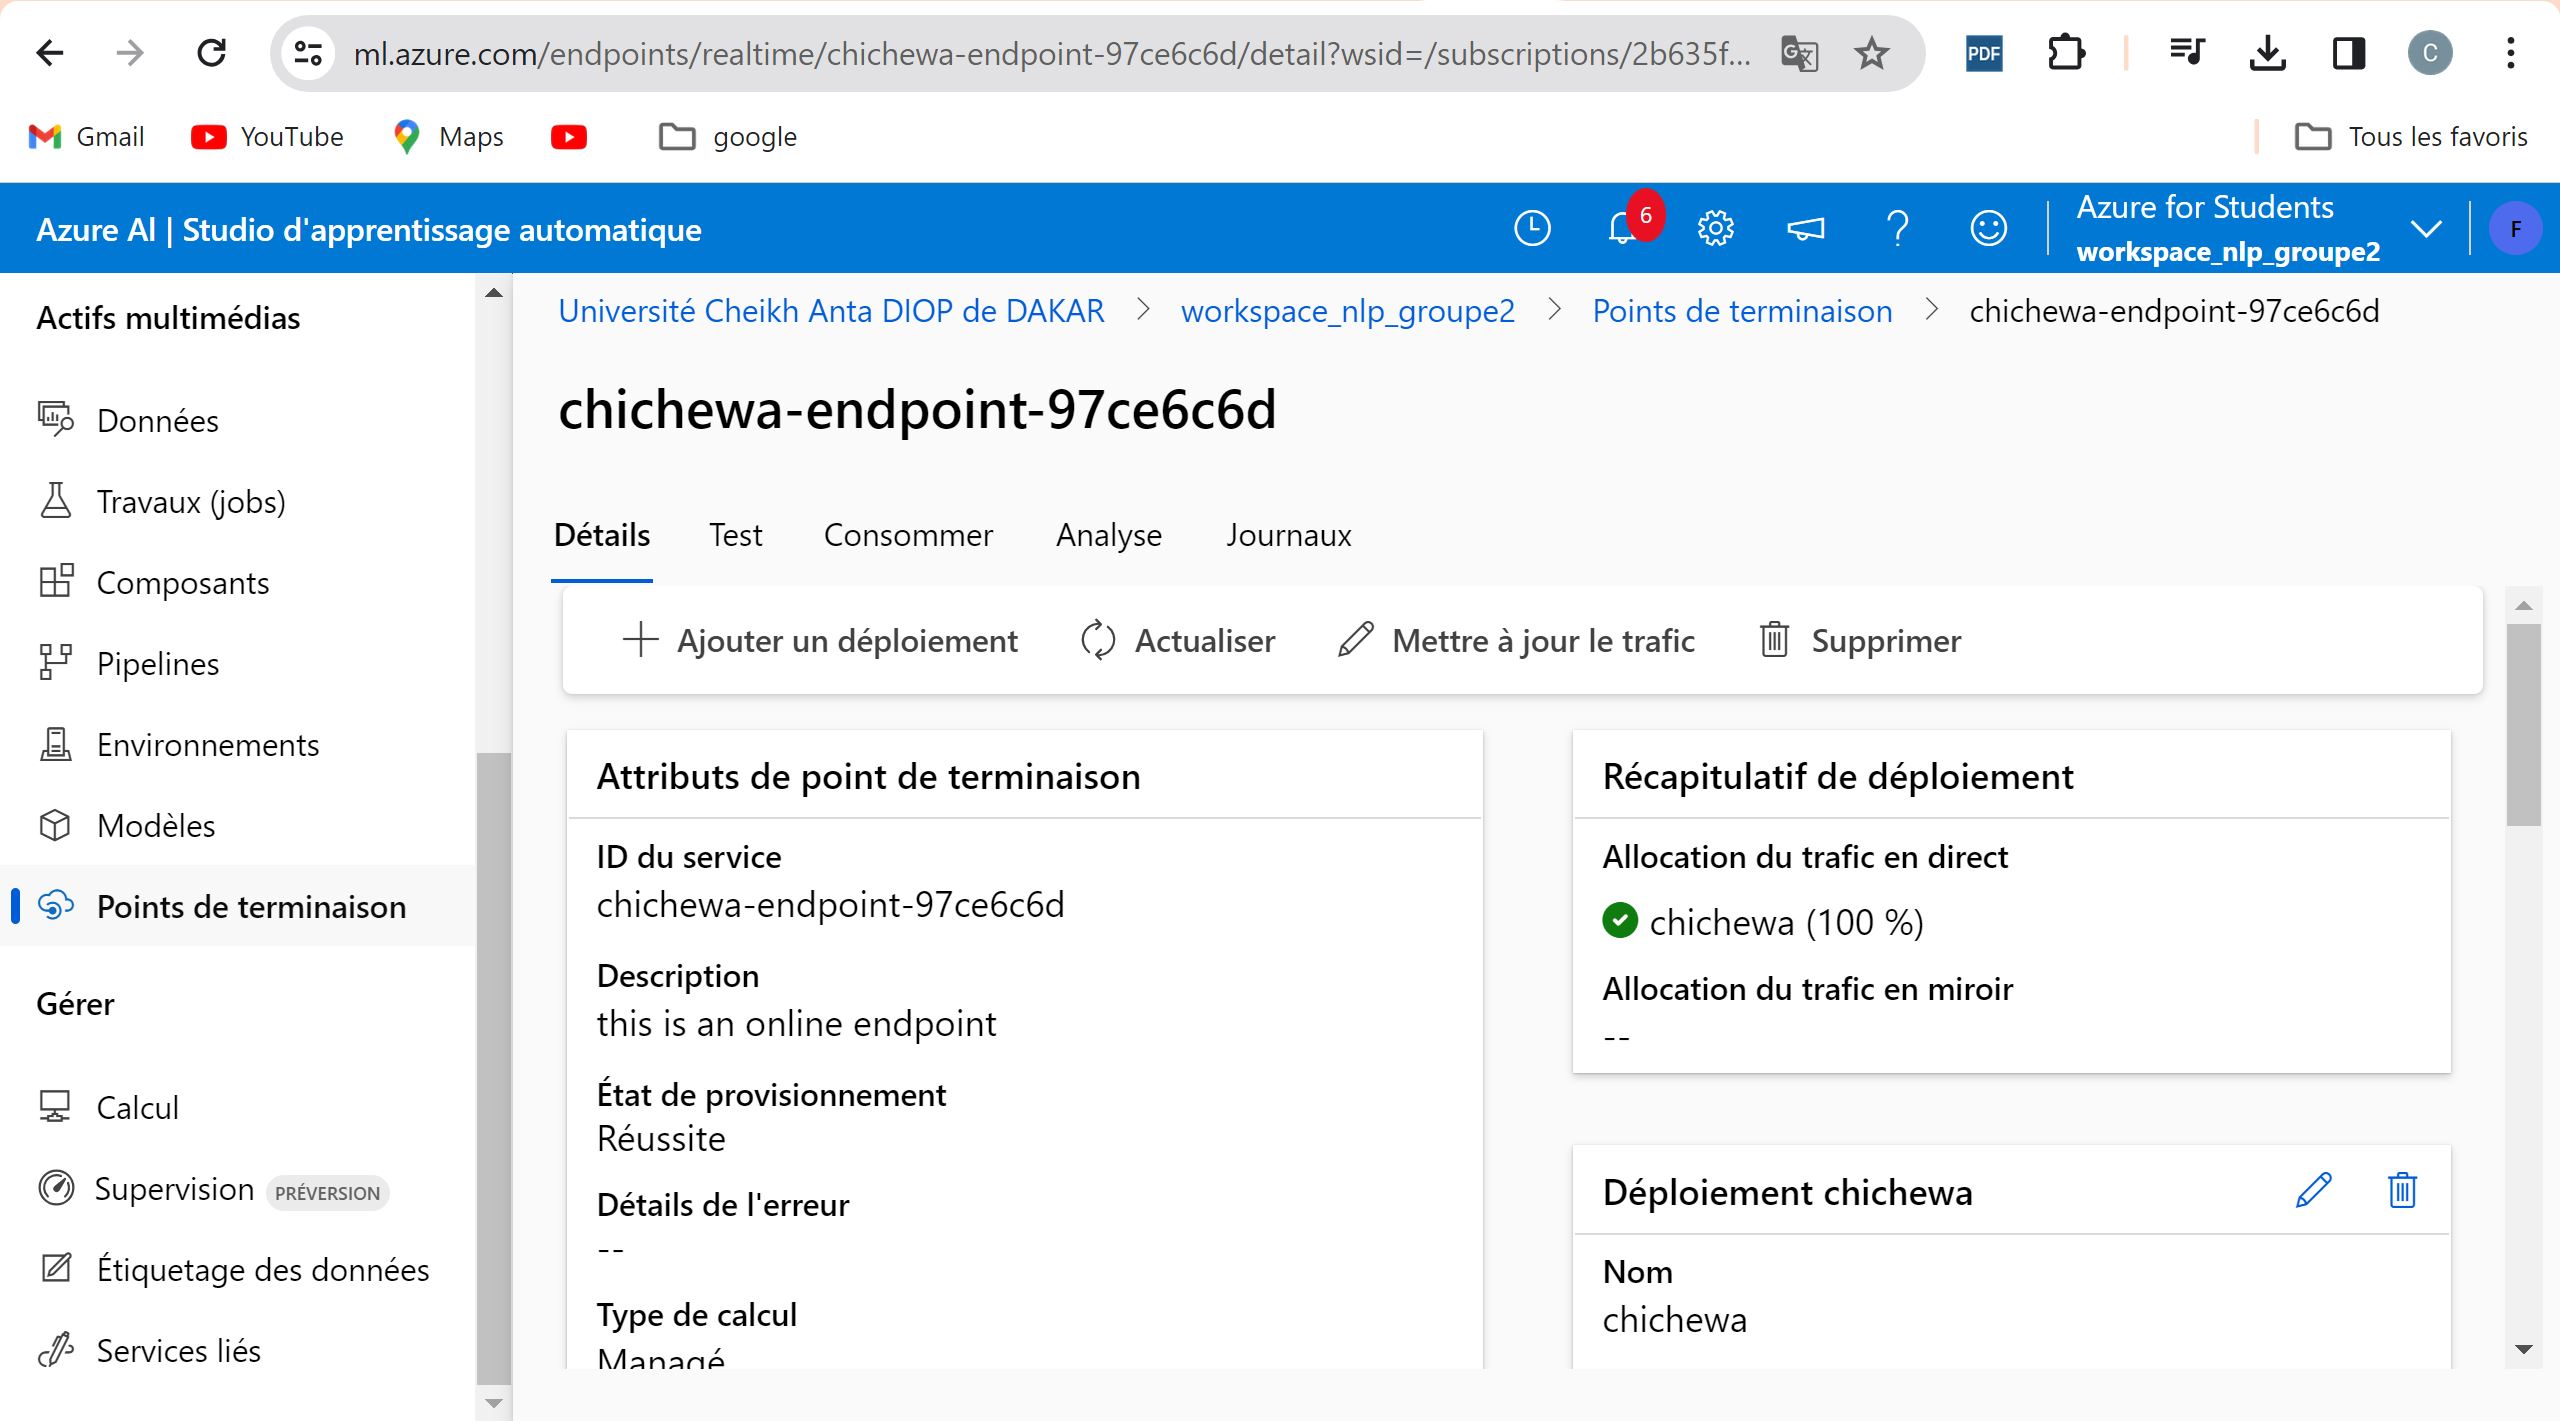 ml.azure.com/endpoints/realtime/chichewa-endpoint-97ce6c6d/detail?wsid=/subscriptions/2b635f...
PDF
C
Gmail
YouTube
Maps
google
Tous les favoris
Azure AI | Studio d'apprentissage automatique
6
Azure for Students
workspace_nlp_groupe2
F
Actifs multimédias
Données
Travaux (jobs)
Composants
Pipelines
Environnements
Modèles
Points de terminaison
Gérer
Calcul
Supervision PRÉVERSION
Étiquetage des données
Services liés
Université Cheikh Anta DIOP de DAKAR > workspace_nlp_groupe2 > Points de terminaison > chichewa-endpoint-97ce6c6d
chichewa-endpoint-97ce6c6d
Détails Test Consommer Analyse Journaux
Ajouter un déploiement Actualiser Mettre à jour le trafic Supprimer
Attributs de point de terminaison
ID du service
chichewa-endpoint-97ce6c6d
Description
this is an online endpoint
État de provisionnement
Réussite
Détails de l'erreur
--
Type de calcul
Managé
Récapitulatif de déploiement
Allocation du trafic en direct
chichewa (100 %)
Allocation du trafic en miroir
--
Déploiement chichewa
Nom
chichewa